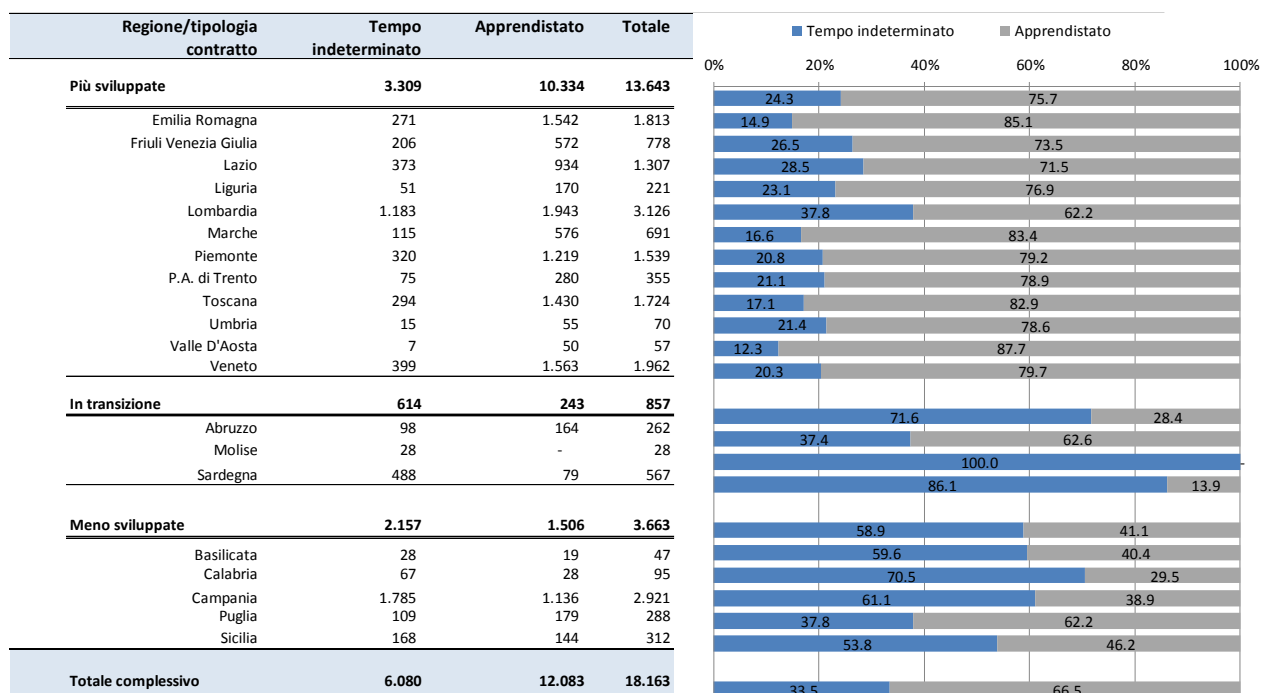 Regione/tipologia contratto Tempo indeterminato Apprendistato Totale
Più sviluppate 3.309 10.334 13.643
Emilia Romagna 271 1.542 1.813
Friuli Venezia Giulia 206 572 778
Lazio 373 934 1.307
Liguria 51 170 221
Lombardia 1.183 1.943 3.126
Marche 115 576 691
Piemonte 320 1.219 1.539
P.A. di Trento 75 280 355
Toscana 294 1.430 1.724
Umbria 15 55 70
Valle D'Aosta 7 50 57
Veneto 399 1.563 1.962
In transizione 614 243 857
Abruzzo 98 164 262
Molise 28 - 28
Sardegna 488 79 567
Meno sviluppate 2.157 1.506 3.663
Basilicata 28 19 47
Calabria 67 28 95
Campania 1.785 1.136 2.921
Puglia 109 179 288
Sicilia 168 144 312
Totale complessivo 6.080 12.083 18.163
Tempo indeterminato Apprendistato
0% 20% 40% 60% 80% 100%
24.3 75.7
14.9 85.1
26.5 73.5
28.5 71.5
23.1 76.9
37.8 62.2
16.6 83.4
20.8 79.2
21.1 78.9
17.1 82.9
21.4 78.6
12.3 87.7
20.3 79.7
71.6 28.4
37.4 62.6
100.0 -
86.1 13.9
58.9 41.1
59.6 40.4
70.5 29.5
61.1 38.9
37.8 62.2
53.8 46.2
33.5 66.5